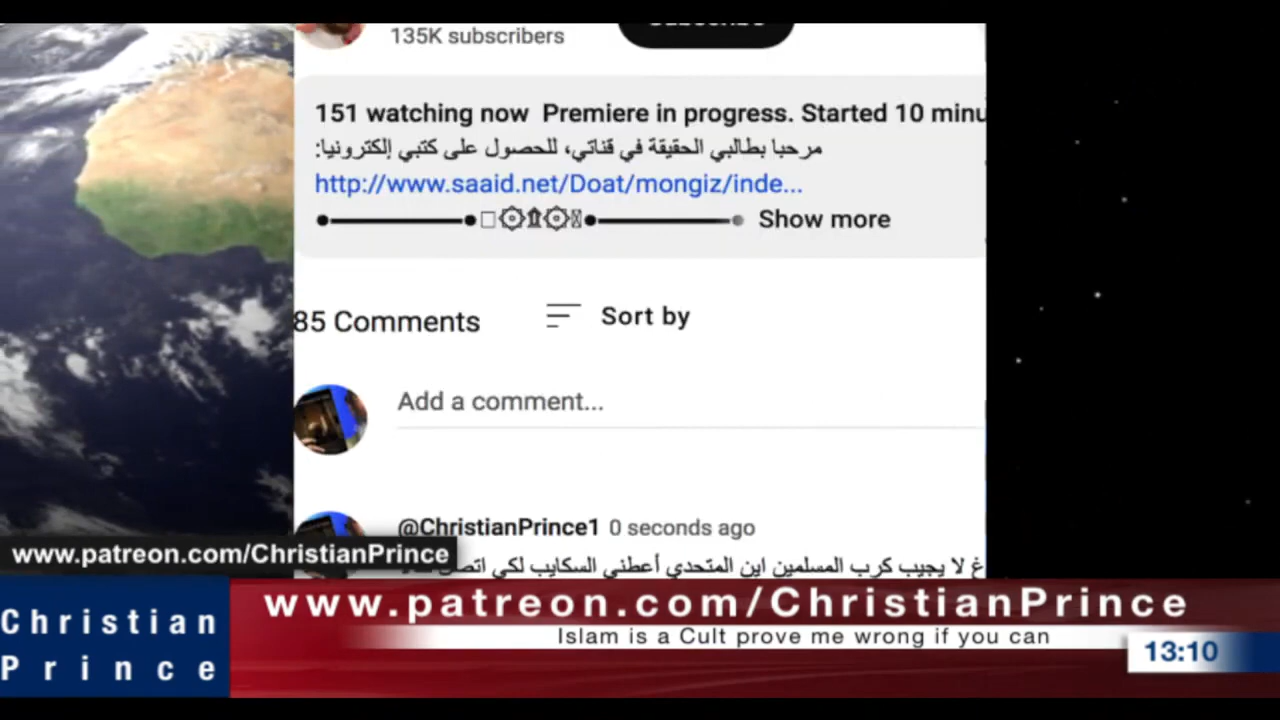 135K subscribers
151 watching now Premiere in progress. Started 10 minu
مرحبا بطالبي الحقيقة في قناتي، للحصول على كتبي إلكترونيا:
http://www.saaid.net/Doat/mongiz/inde...
Show more
85 Comments
Sort by
Add a comment...
@ChristianPrince1 0 seconds ago
لا يجيب كرب المسلمين اين المتحدي أعطني السكايب لكي
www.patreon.com/ChristianPrince
Christian
Prince
www.patreon.com/ChristianPrince
Islam is a Cult prove me wrong if you can
13:10